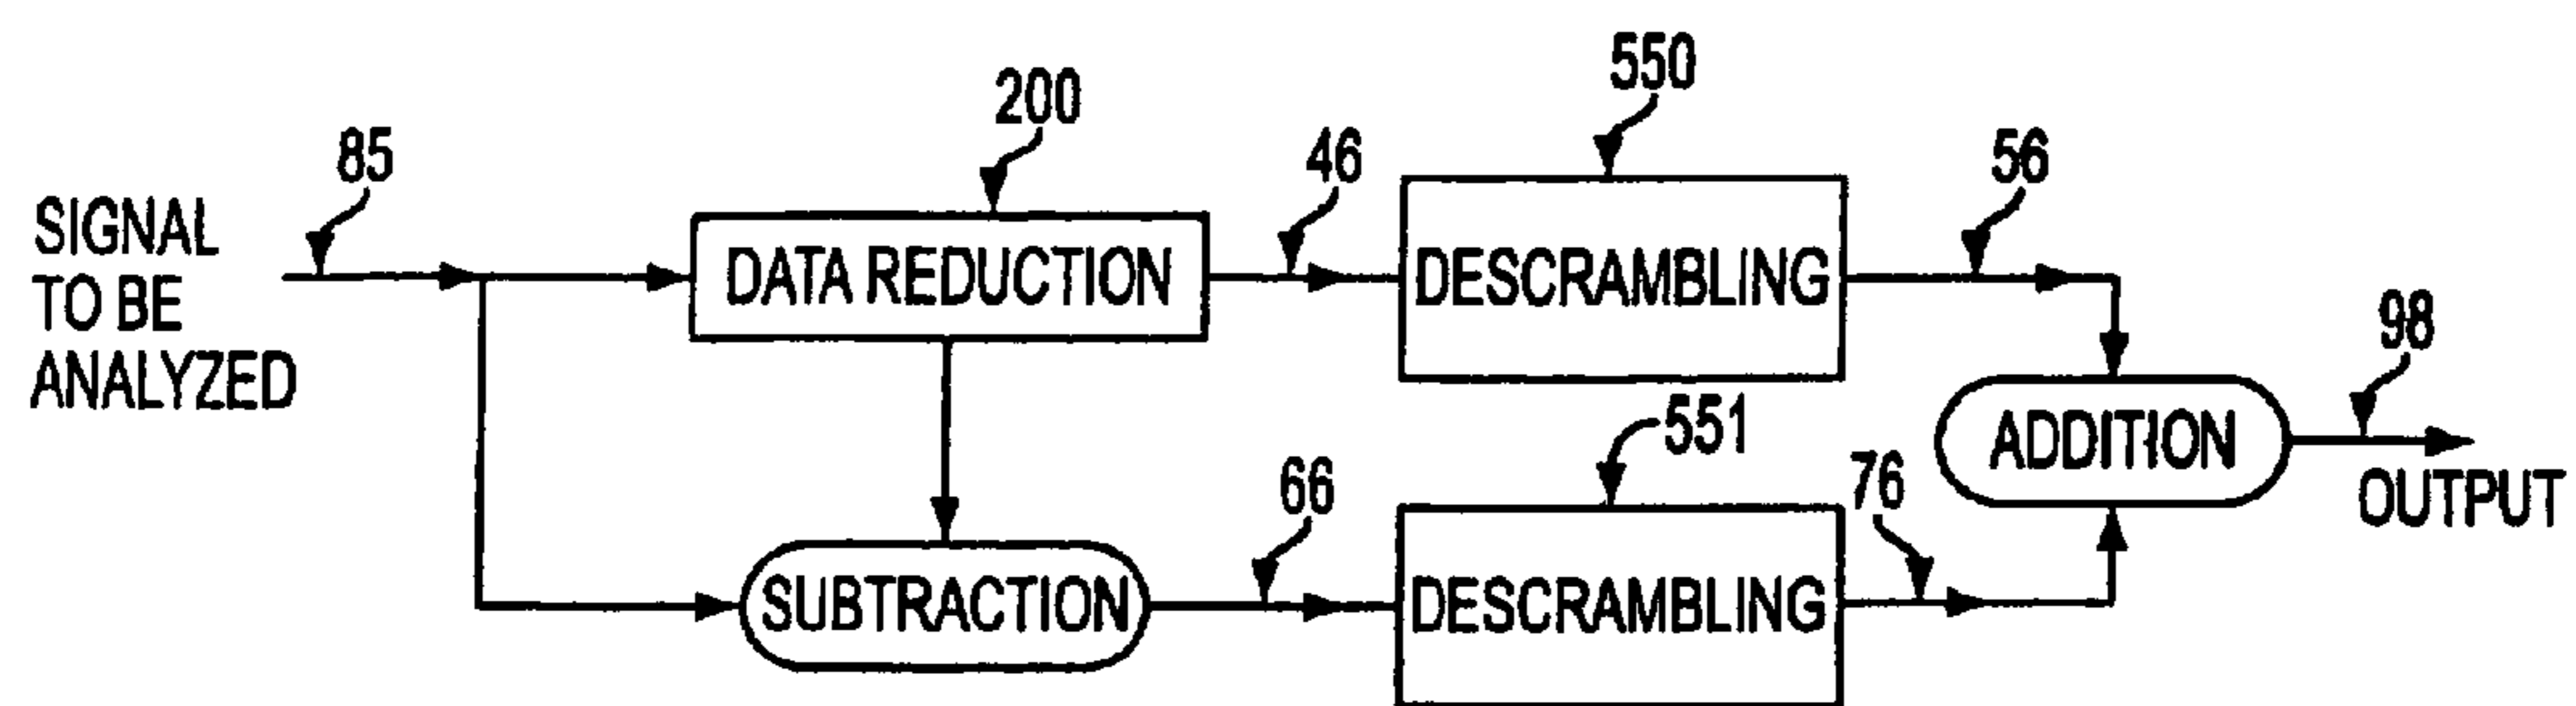 550
200
85
46
56
SIGNAL
TO BE
ANALYZED
DATA REDUCTION
DESCRAMBLING
98
551
ADDITION
66
76
OUTPUT
SUBTRACTION
DESCRAMBLING